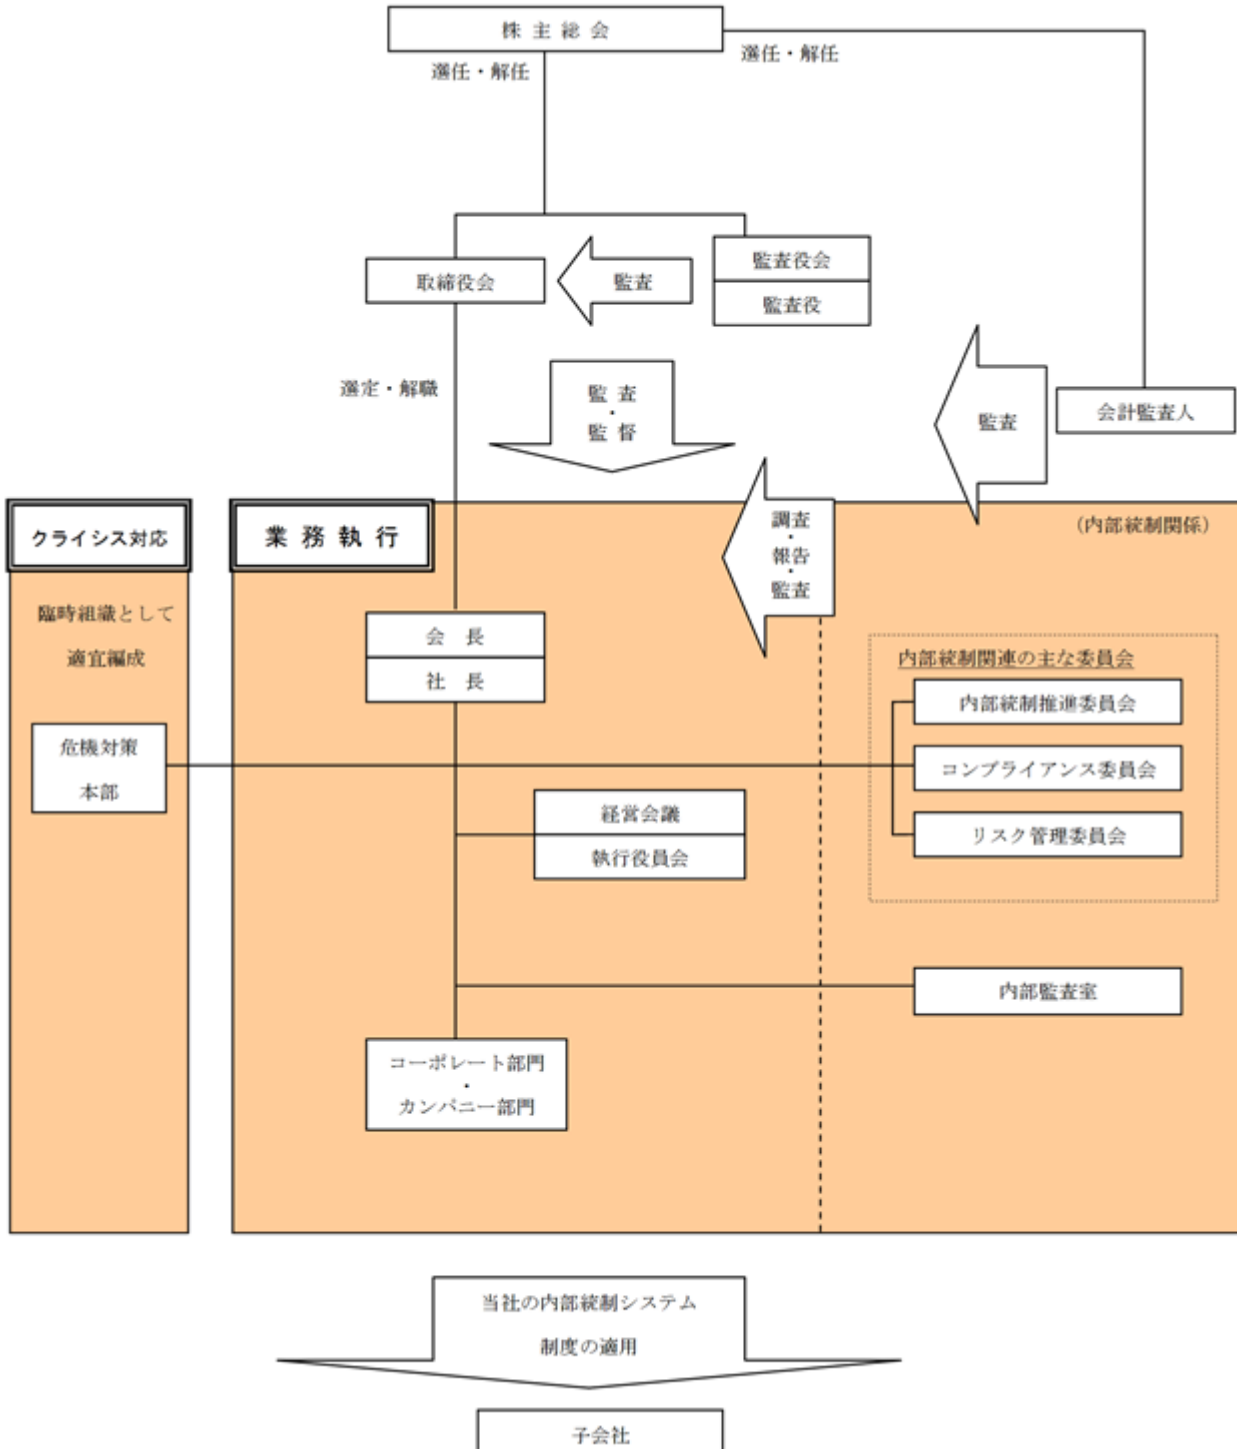 株 主 総 会
選任・解任
選任・解任
取締役会
監査
監査役会
監査役
選定・解職
監 査
・
監 督
監査
会計監査人
クライシス対応
業 務 執 行
調査
・
報告
・
監査
(内部統制関係)
臨時組織として
適宜編成
会 長
社 長
内部統制関連の主な委員会
内部統制推進委員会
危機対策
本部
コンプライアンス委員会
経営会議
執行役員会
リスク管理委員会
内部監査室
コーポレート部門
・
カンパニー部門
当社の内部統制システム
制度の適用
子会社